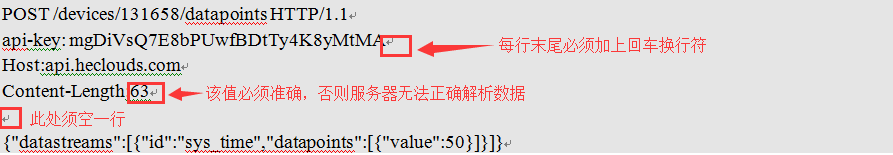 POST /devices/131658/datapoints HTTP/1.1
api-key: mgDiVsQ7E8bPUwfBDtTy4K8yMtMA 每行末尾必须加上回车换行符
Host:api.heclouds.com
Content-Length:63 该值必须准确，否则服务器无法正确解析数据
此处须空一行
{"datastreams":[{"id":"sys_time","datapoints":[{"value":50}]}]}